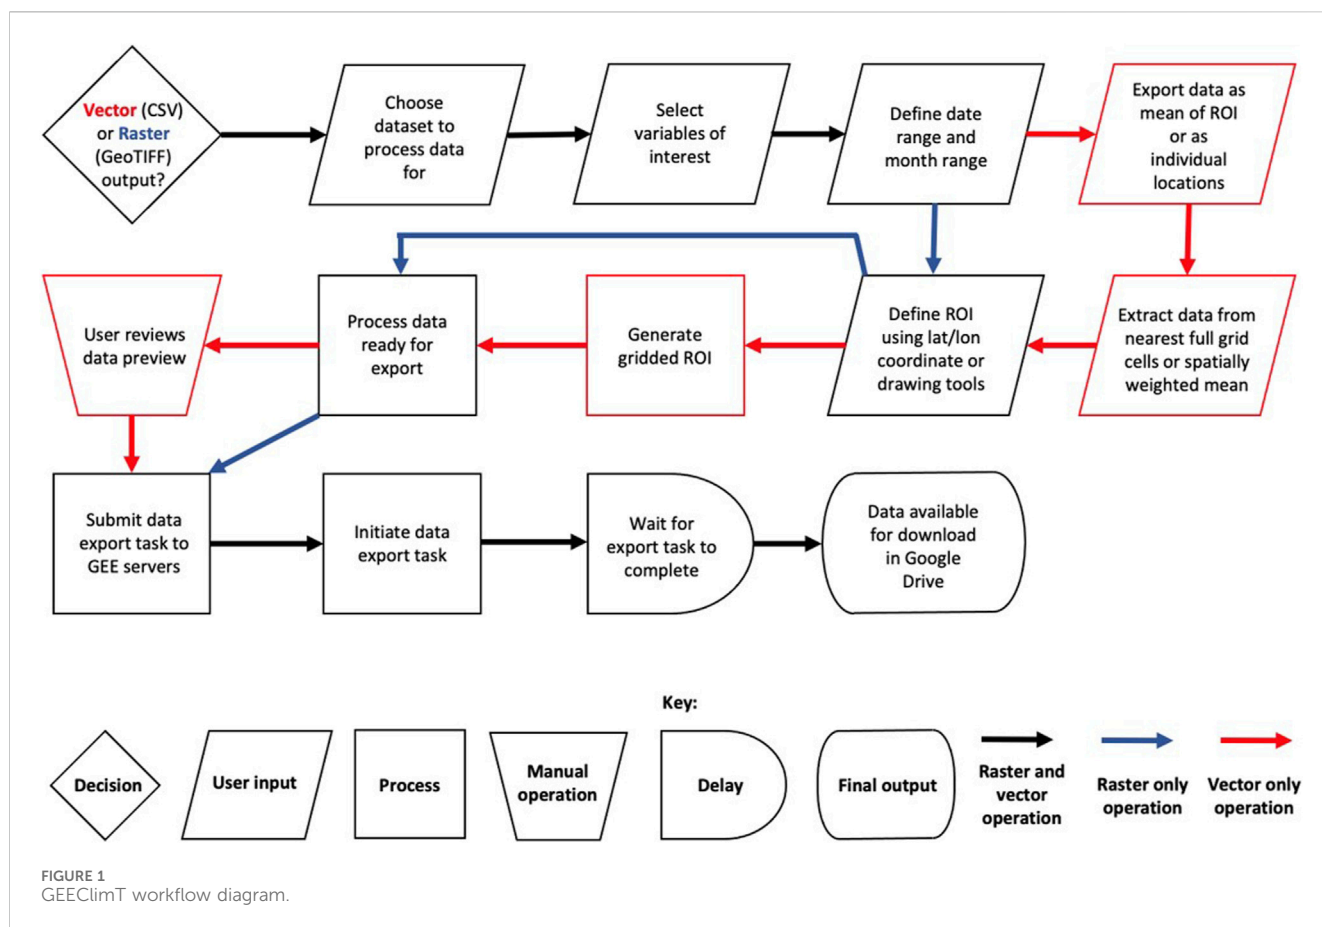 Vector (CSV)
or Raster
(GeoTIFF)
output?
Choose
dataset to
process data
for
Select
variables of
interest
Define date
range and
month range
Export data as
mean of ROI
or as
individual
locations
User reviews
data preview
Process data
ready for
export
Generate
gridded ROI
Define ROI
using lat/lon
coordinate or
drawing tools
Extract data from
nearest full grid
cells or spatially
weighted mean
Submit data
export task to
GEE servers
Initiate data
export task
Wait for
export task to
complete
Data available
for download
in Google
Drive
Key:
Decision
User input
Process
Manual
operation
Delay
Final output
Raster and
vector
operation
Raster only
operation
Vector only
operation
FIGURE 1
GEEClimT workflow diagram.